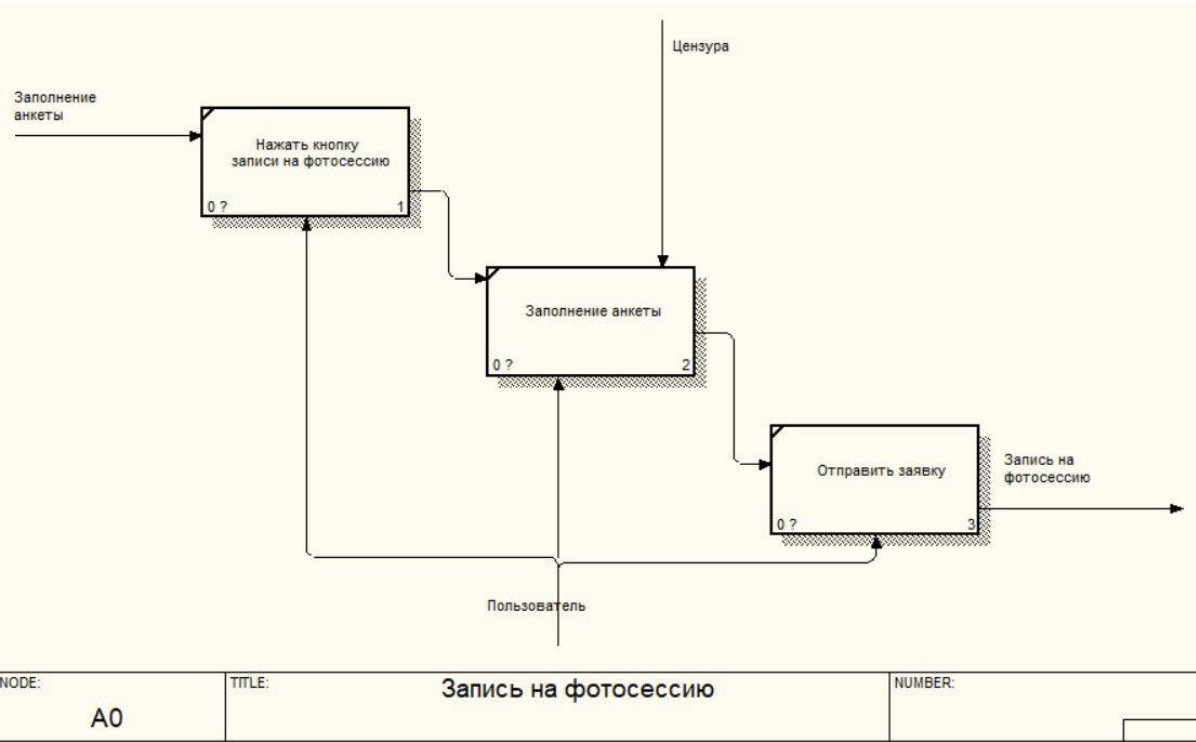 Цензура
Заполнение
анкеты
Нажать кнопку
записи на фотосессию
0 ?
1
Заполнение анкеты
0 ?
2
Отправить заявку
0 ?
3
Запись на
фотосессию
Пользователь
NODE:
A0
TITLE:
Запись на фотосессию
NUMBER: